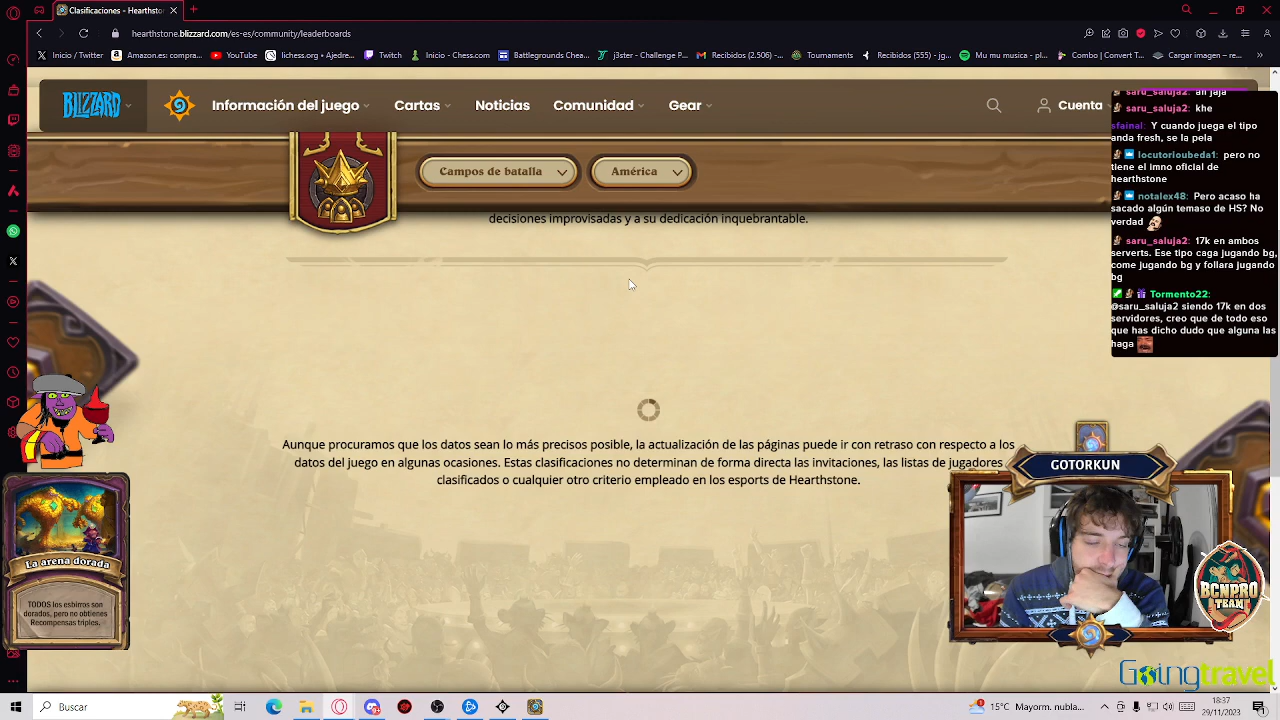 Clasificaciones - Hearthst
hearthstone.blizzard.com/es-es/community/leaderboards
Inicio / Twitter
Amazon.es: compra...
YouTube
lichess.org • Ajedrez...
Twitch
Inicio - Chess.com
Battlegrounds Chea...
j3ster - Challenge P...
Recibidos (2.506) - ...
Tournaments
Recibidos (555) - jg...
Mu mu musica - pl...
Combo | Construct...
Cargar imagen – M...
BLIZZARD
Información del juego
Cartas
Noticias
Comunidad
Gear
Cuenta
Campos de batalla
América
decisiones improvisadas y a su dedicación inquebrantable.
saru_saluja2: ah jaja
saru_saluja2: khe
sfainal: Y cuando juega el tipo
anda fresh, se la pela
locutorioubeda1: pero no
tiene el imno oficial de
hearthstone
notalex48: Pero acaso ha
sacado algún temaso de HS? No
verdad
saru_saluja2: 17k en ambos
serverts. Ese tipo caga jugando bg,
come jugando bg y follara jugando
bg
Tormento22:
@saru_saluja2 siendo 17k en dos
servidores, creo que de todo eso
que has dicho dudo que alguna las
haga
Aunque procuramos que los datos sean lo más precisos posible, la actualización de las páginas puede ir con retraso con respecto a los
datos del juego en algunas ocasiones. Estas clasificaciones no determinan de forma directa las invitaciones, las listas de jugadores
clasificados o cualquier otro criterio empleado en los esports de Hearthstone.
La arena dorada
TODOS los esbirros son
dorados, pero no obtienes
Recompensas triples.
GOTORKUN
BCNPRO
TEAM
Goingtravel
Buscar
15°C Mayorm. nubla...
18:37
29/11/2023